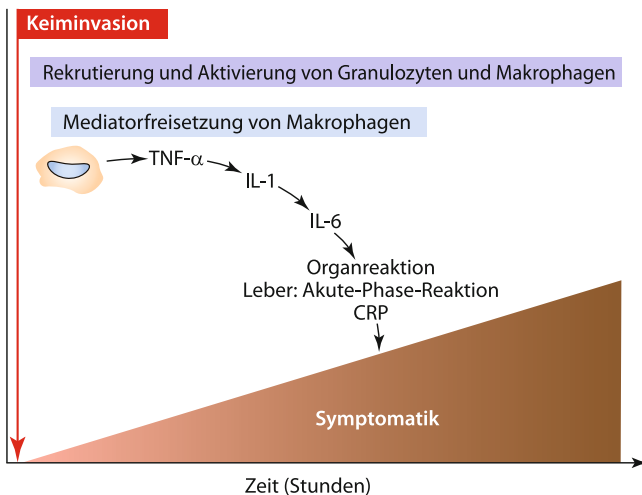 Keiminvasion
Rekrutierung und Aktivierung von Granulozyten und Makrophagen
Mediatorfreisetzung von Makrophagen
TNF-α
IL-1
IL-6
Organreaktion
Leber: Akute-Phase-Reaktion
CRP
Symptomatik
Zeit (Stunden)